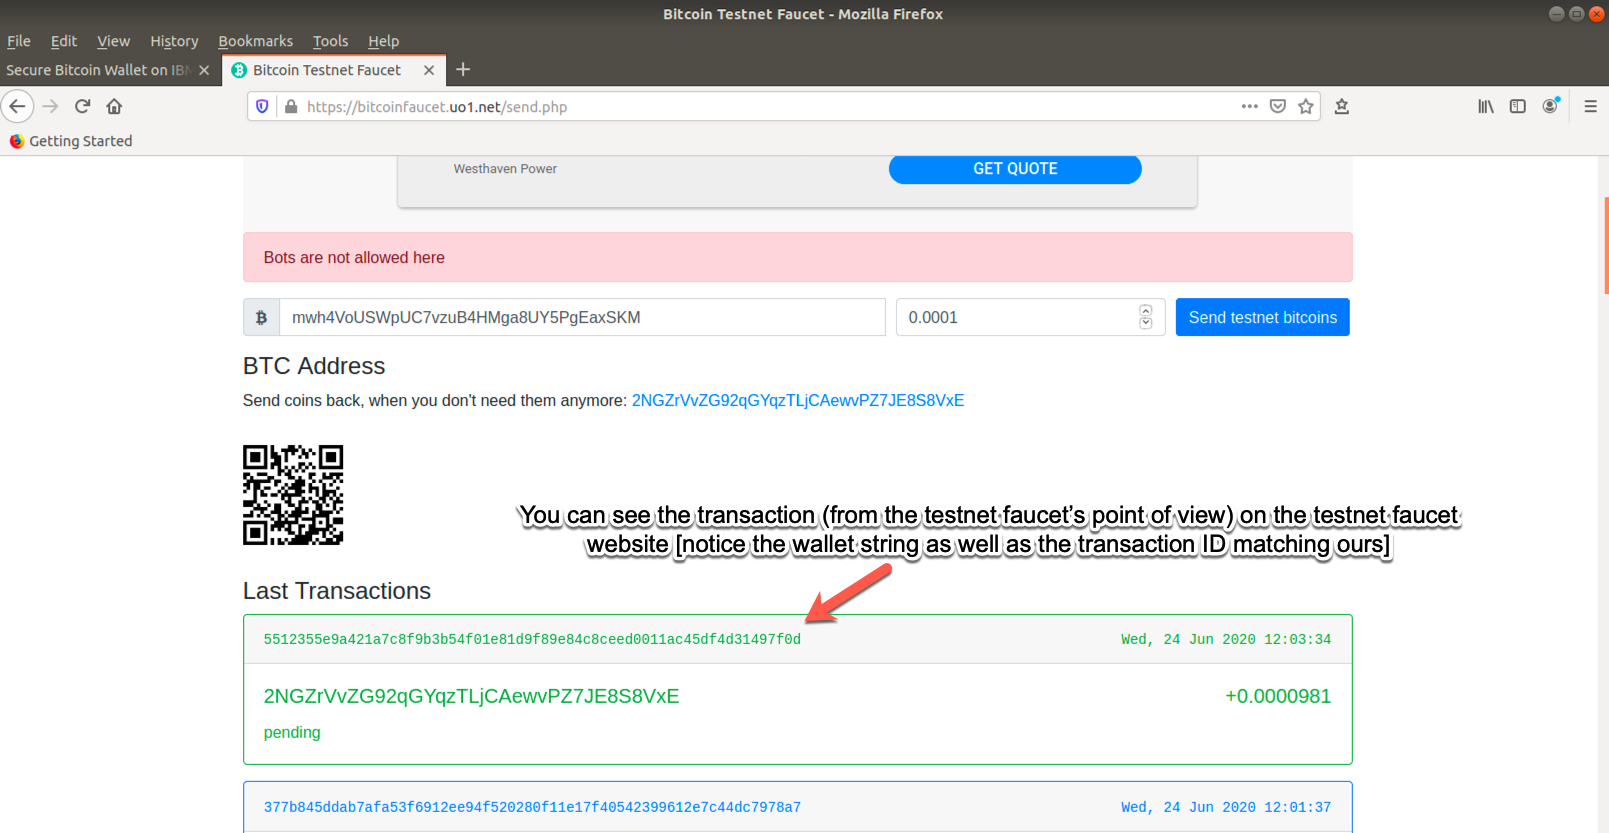 Bitcoin Testnet Faucet - Mozilla Firefox
File Edit View History Bookmarks Tools Help
Secure Bitcoin Wallet on IBM
Bitcoin Testnet Faucet
https://bitcoinfaucet.uo1.net/send.php
Getting Started
Westhaven Power
GET QUOTE
Bots are not allowed here
mwh4VoUSWpUC7vzuB4HMga8UY5PgEaxSKM
0.0001
Send testnet bitcoins
BTC Address
Send coins back, when you don't need them anymore: 2NGZrVvZG92qGYqzTLjCAewvPZ7JE8S8VxE
You can see the transaction (from the testnet faucet’s point of view) on the testnet faucet
website [notice the wallet string as well as the transaction ID matching ours]
Last Transactions
5512355e9a421a7c8f9b3b54f01e81d9f89e84c8ceed0011ac45df4d31497f0d
Wed, 24 Jun 2020 12:03:34
2NGZrVvZG92qGYqzTLjCAewvPZ7JE8S8VxE
+0.0000981
pending
377b845ddab7afa53f6912ee94f520280f11e17f40542399612e7c44dc7978a7
Wed, 24 Jun 2020 12:01:37